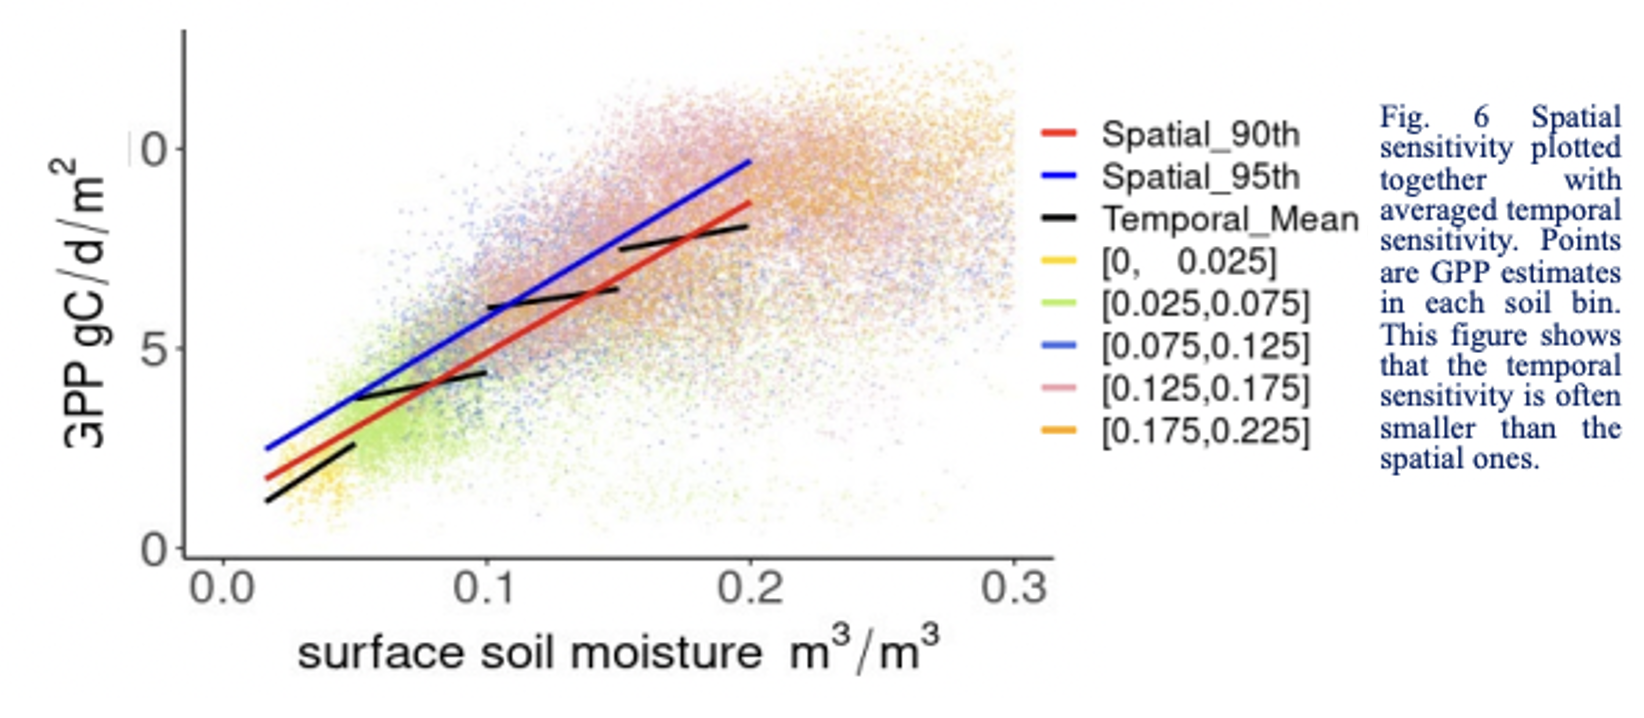 0
5
0
GPP gC/d/m²
0.0 0.1 0.2 0.3
surface soil moisture m³/m³
Spatial_90th
Spatial_95th
Temporal_Mean
[0, 0.025]
[0.025,0.075]
[0.075,0.125]
[0.125,0.175]
[0.175,0.225]
Fig. 6 Spatial
sensitivity plotted
together with
averaged temporal
sensitivity. Points
are GPP estimates
in each soil bin.
This figure shows
that the temporal
sensitivity is often
smaller than the
spatial ones.